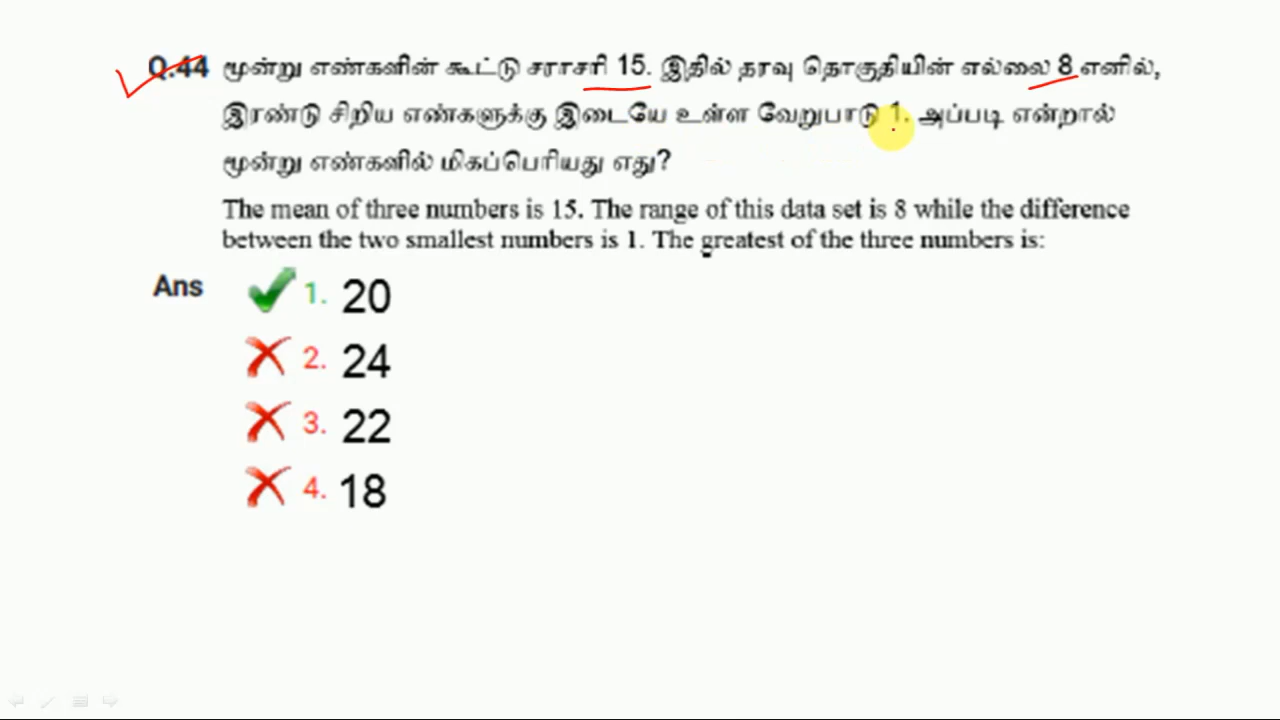 Q.44 மூன்று எண்களின் கூட்டு சராசரி 15. இதில் தரவு தொகுதியின் எல்லை 8 எனில்,
இரண்டு சிறிய எண்களுக்கு இடையே உள்ள வேறுபாடு 1. அப்படி என்றால்
மூன்று எண்களில் மிகப்பெரியது எது?
The mean of three numbers is 15. The range of this data set is 8 while the difference
between the two smallest numbers is 1. The greatest of the three numbers is:
Ans 1. 20
2. 24
3. 22
4. 18